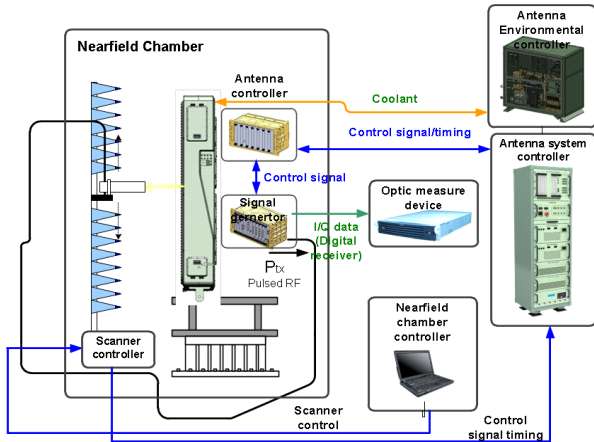 Nearfield Chamber
Antenna
controller
Antenna
Environmental
controller
Coolant
Control signal/timing
Antenna system
controller
Control signal
Signal gernertor
Optic measure
device
I/Q data
(Digital
receiver)
Ptx
Pulsed RF
Nearfield
chamber
controller
Scanner
controller
Scanner
control
Control
signal timing